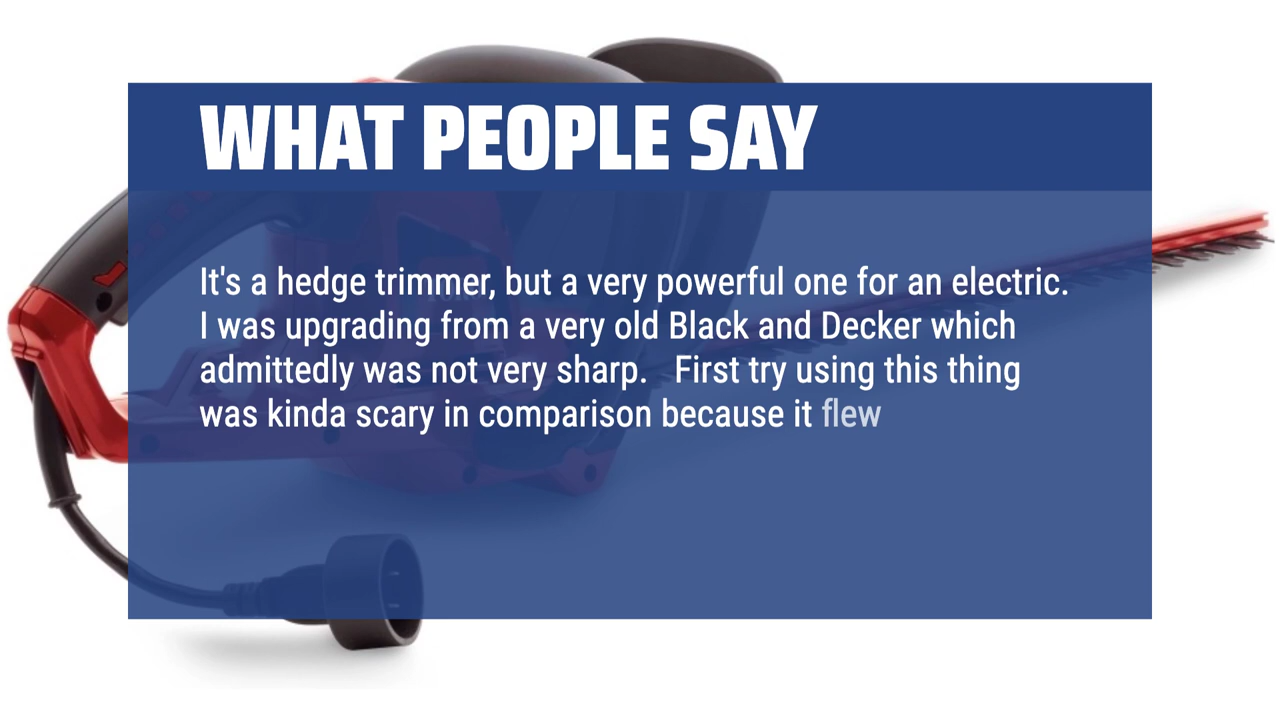 WHAT PEOPLE SAY
It's a hedge trimmer, but a very powerful one for an electric.
I was upgrading from a very old Black and Decker which
admittedly was not very sharp.   First try using this thing
was kinda scary in comparison because it flew